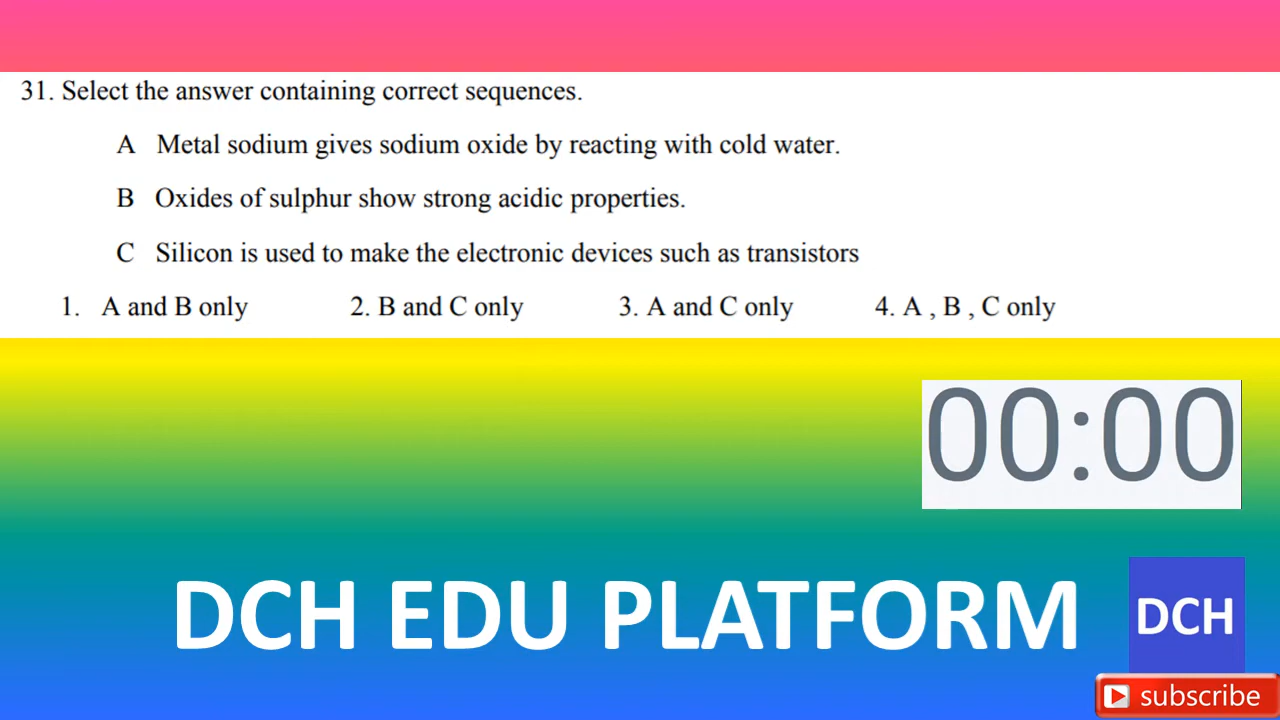 31. Select the answer containing correct sequences.
A Metal sodium gives sodium oxide by reacting with cold water.
B Oxides of sulphur show strong acidic properties.
C Silicon is used to make the electronic devices such as transistors
1. A and B only 2. B and C only 3. A and C only 4. A , B , C only
00:00
DCH EDU PLATFORM
DCH
subscribe